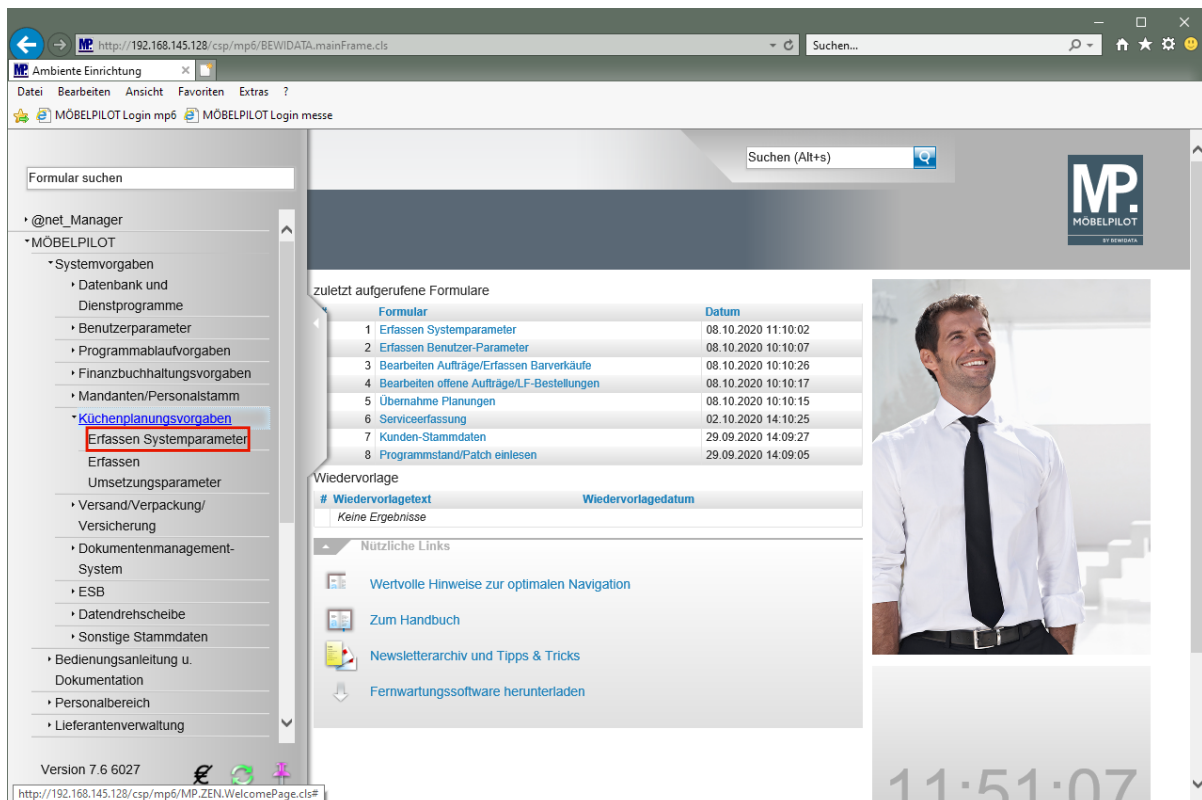 http://192.168.145.128/csp/mp6/BEWIDATA.mainFrame.cls
Suchen...
MP. Ambiente Einrichtung
Datei Bearbeiten Ansicht Favoriten Extras ?
MÖBELPILOT Login mp6 MÖBELPILOT Login messe
Formular suchen
@net_Manager
MÖBELPILOT
Systemvorgaben
Datenbank und
Dienstprogramme
Benutzerparameter
Programmablaufvorgaben
Finanzbuchhaltungsvorgaben
Mandanten/Personalstamm
Küchenplanungsvorgaben
Erfassen Systemparameter
Erfassen
Umsetzungsparameter
Versand/Verpackung/
Versicherung
Dokumentenmanagement-
System
ESB
Datendrehscheibe
Sonstige Stammdaten
Bedienungsanleitung u.
Dokumentation
Personalbereich
Lieferantenverwaltung
Version 7.6 6027
http://192.168.145.128/csp/mp6/MP.ZEN.WelcomePage.cls#
Suchen (Alt+s)
MP.
MÖBELPILOT
BY BEWIDATA
zuletzt aufgerufene Formulare
# Formular Datum
1 Erfassen Systemparameter 08.10.2020 11:10:02
2 Erfassen Benutzer-Parameter 08.10.2020 10:10:07
3 Bearbeiten Aufträge/Erfassen Barverkäufe 08.10.2020 10:10:26
4 Bearbeiten offene Aufträge/LF-Bestellungen 08.10.2020 10:10:17
5 Übernahme Planungen 08.10.2020 10:10:15
6 Serviceerfassung 02.10.2020 14:10:25
7 Kunden-Stammdaten 29.09.2020 14:09:27
8 Programmstand/Patch einlesen 29.09.2020 14:09:05
Wiedervorlage
# Wiedervorlagetext Wiedervorlagedatum
Keine Ergebnisse
Nützliche Links
Wertvolle Hinweise zur optimalen Navigation
Zum Handbuch
Newsletterarchiv und Tipps & Tricks
Fernwartungssoftware herunterladen
11:51:07